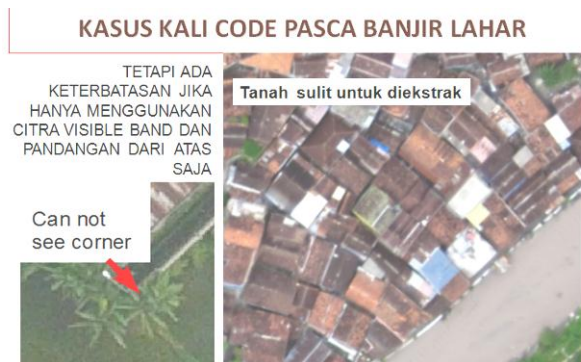 KASUS KALI CODE PASCA BANJIR LAHAR
TETAPI ADA
KETERBATASAN JIKA
HANYA MENGGUNAKAN
CITRA VISIBLE BAND DAN
PANDANGAN DARI ATAS
SAJA
Tanah sulit untuk diekstrak
Can not
see corner